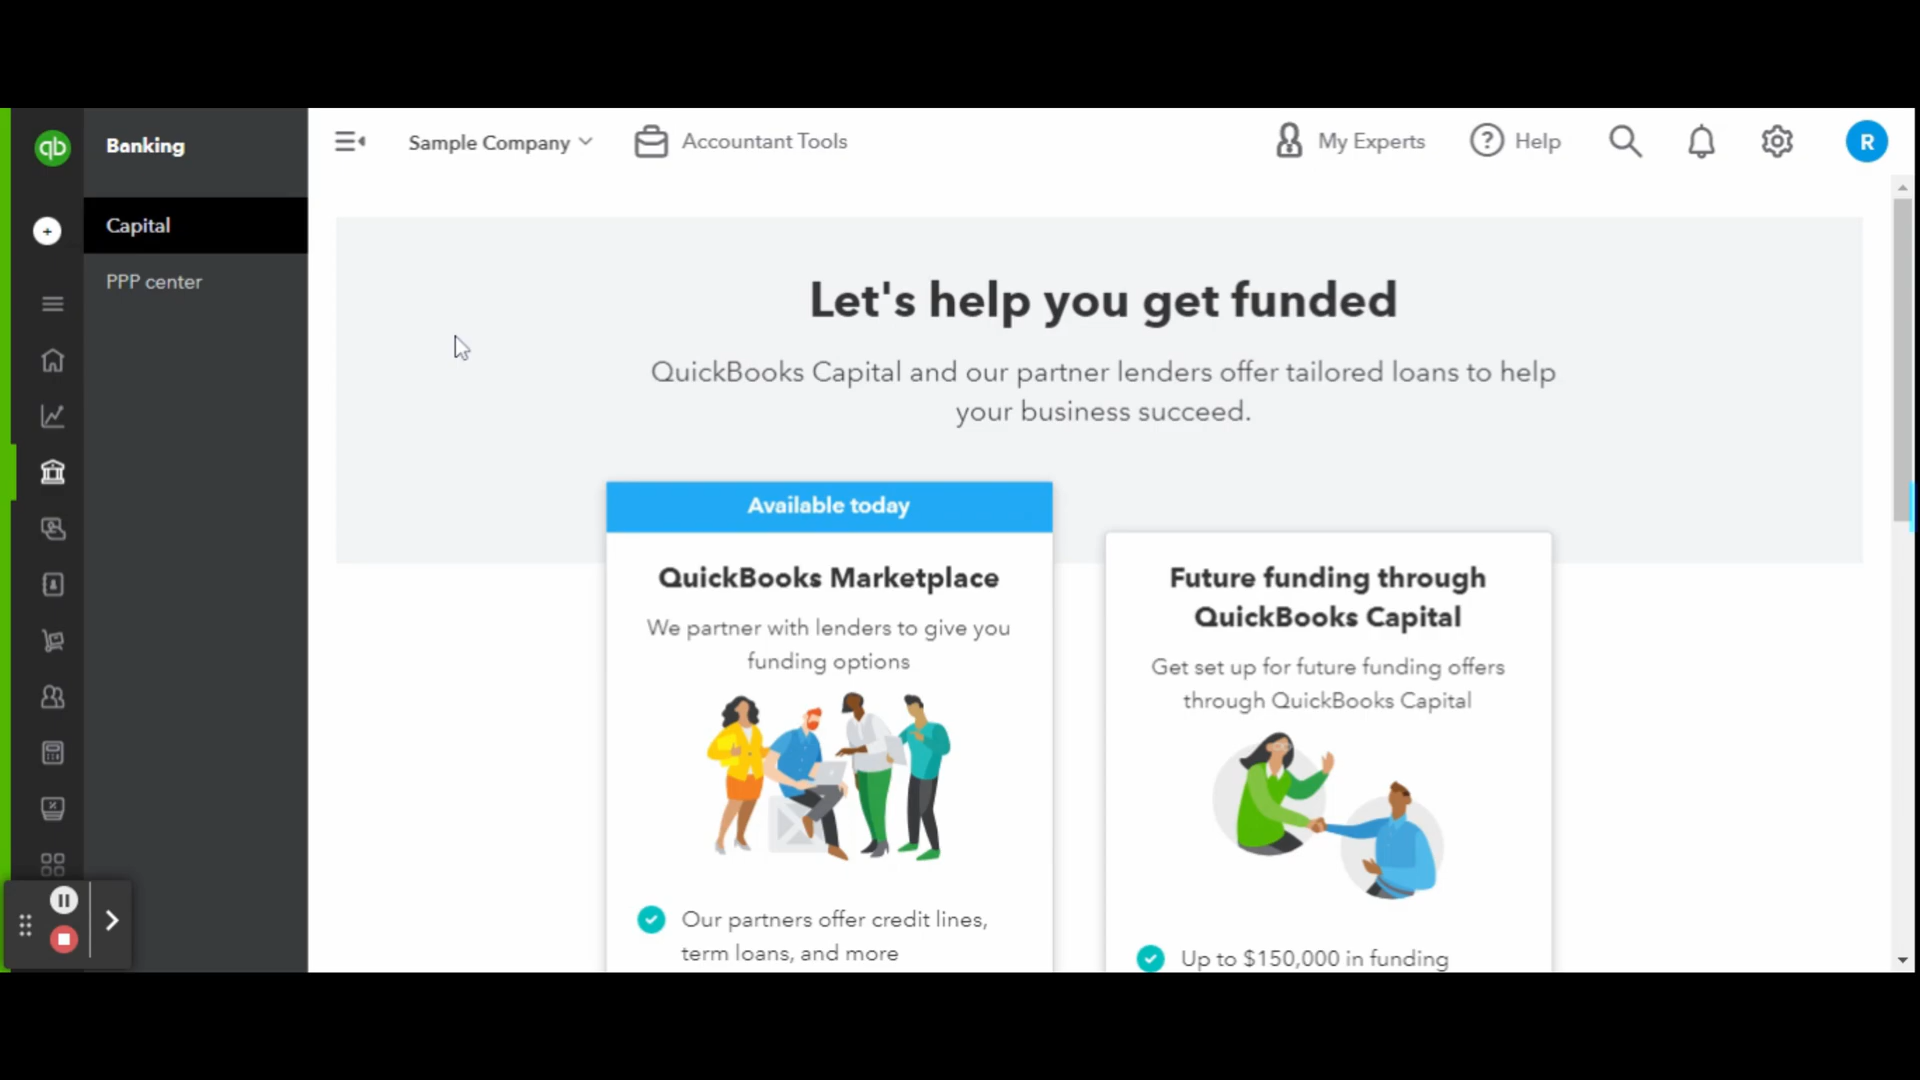 qb
Banking
Sample Company
Accountant Tools
My Experts
? Help
R
+
Capital
PPP center
Let's help you get funded
QuickBooks Capital and our partner lenders offer tailored loans to help
your business succeed.
Available today
QuickBooks Marketplace
We partner with lenders to give you
funding options
Our partners offer credit lines,
term loans, and more
Future funding through
QuickBooks Capital
Get set up for future funding offers
through QuickBooks Capital
Up to $150,000 in funding